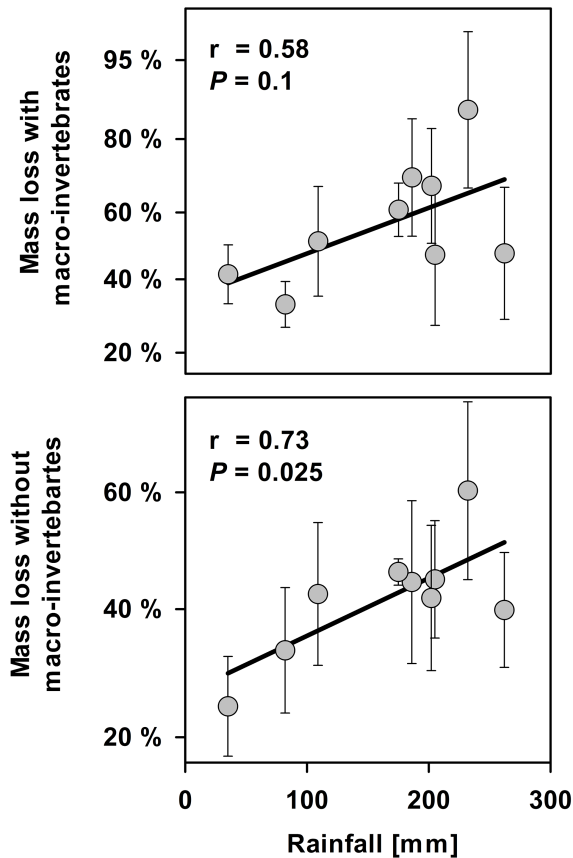 Mass loss with
macro-invertebrates
95 %
80 %
60 %
40 %
20 %
r = 0.58
P = 0.1
Mass loss without
macro-invertebartes
60 %
40 %
20 %
r = 0.73
P = 0.025
0 100 200 300
Rainfall [mm]